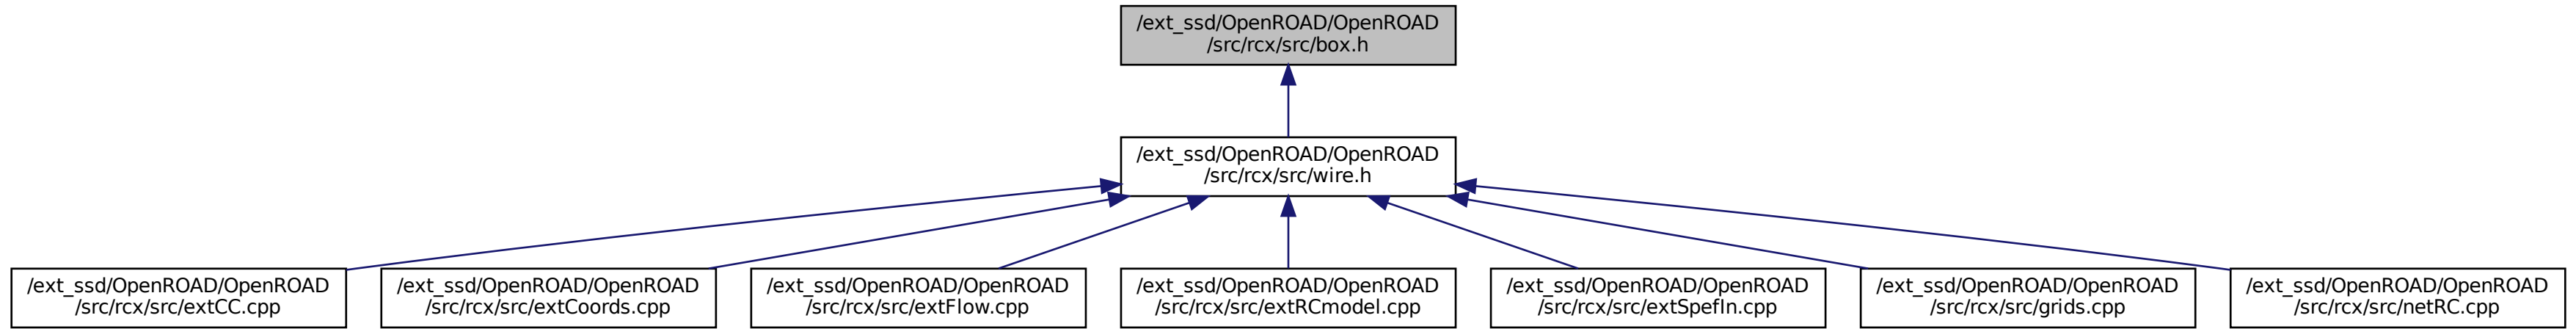 /ext_ssd/OpenROAD/OpenROAD
/src/rcx/src/box.h
/ext_ssd/OpenROAD/OpenROAD
/src/rcx/src/wire.h
/ext_ssd/OpenROAD/OpenROAD
/src/rcx/src/extCC.cpp
/ext_ssd/OpenROAD/OpenROAD
/src/rcx/src/extCoords.cpp
/ext_ssd/OpenROAD/OpenROAD
/src/rcx/src/extFlow.cpp
/ext_ssd/OpenROAD/OpenROAD
/src/rcx/src/extRCmodel.cpp
/ext_ssd/OpenROAD/OpenROAD
/src/rcx/src/extSpefIn.cpp
/ext_ssd/OpenROAD/OpenROAD
/src/rcx/src/grids.cpp
/ext_ssd/OpenROAD/OpenROAD
/src/rcx/src/netRC.cpp